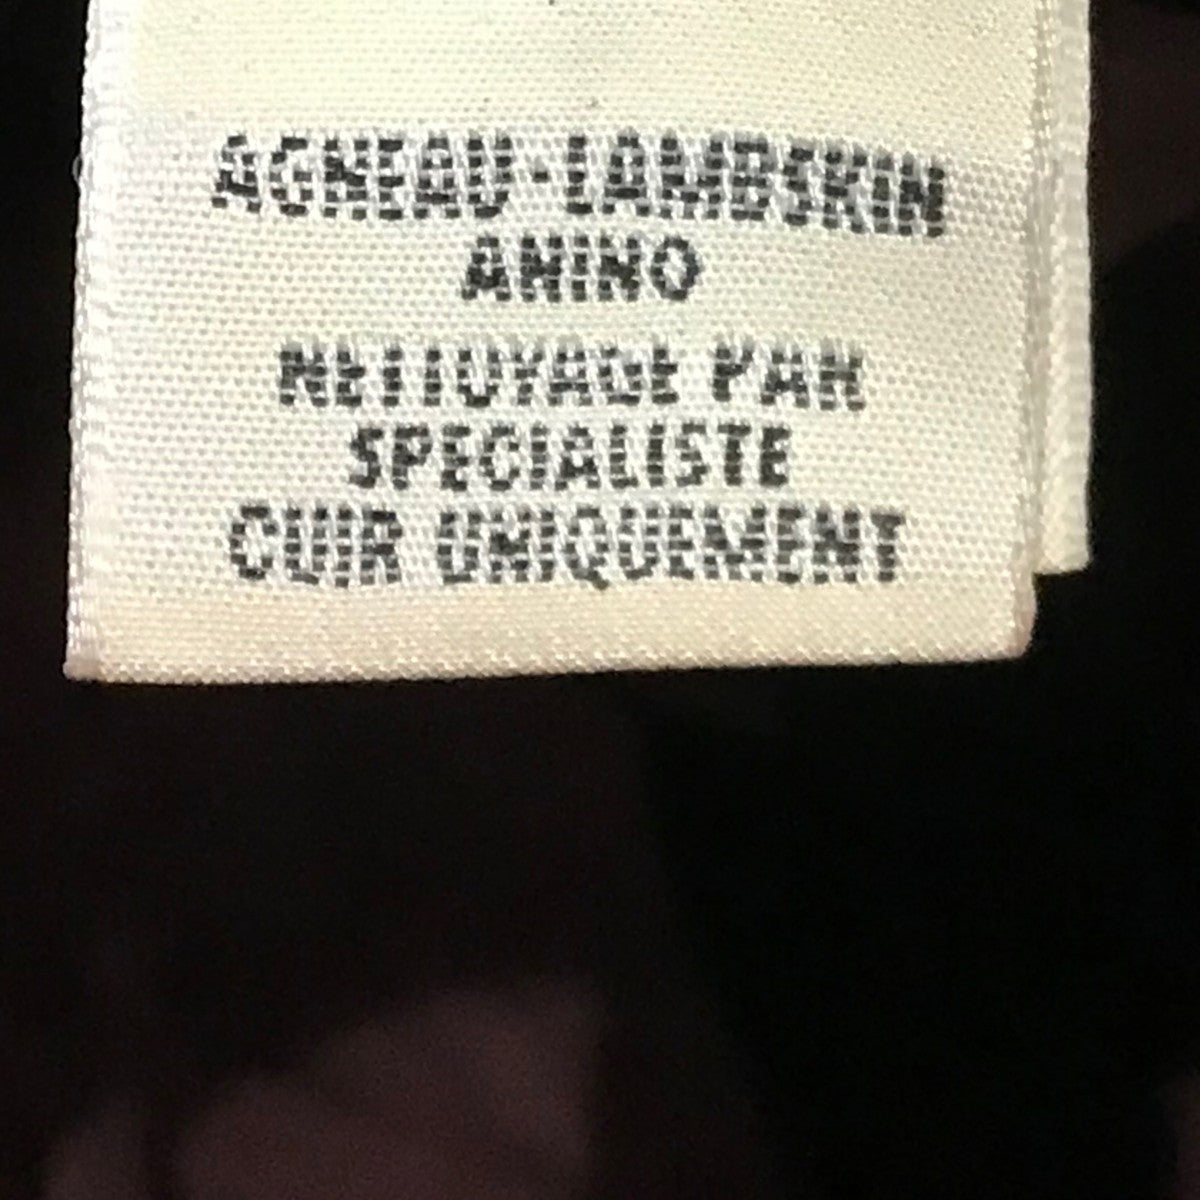 AGNEAU-LAMBSKIN
ANINO
NETTOYAGE PAR
SPECIALISTE
CUIR UNIQUEMENT